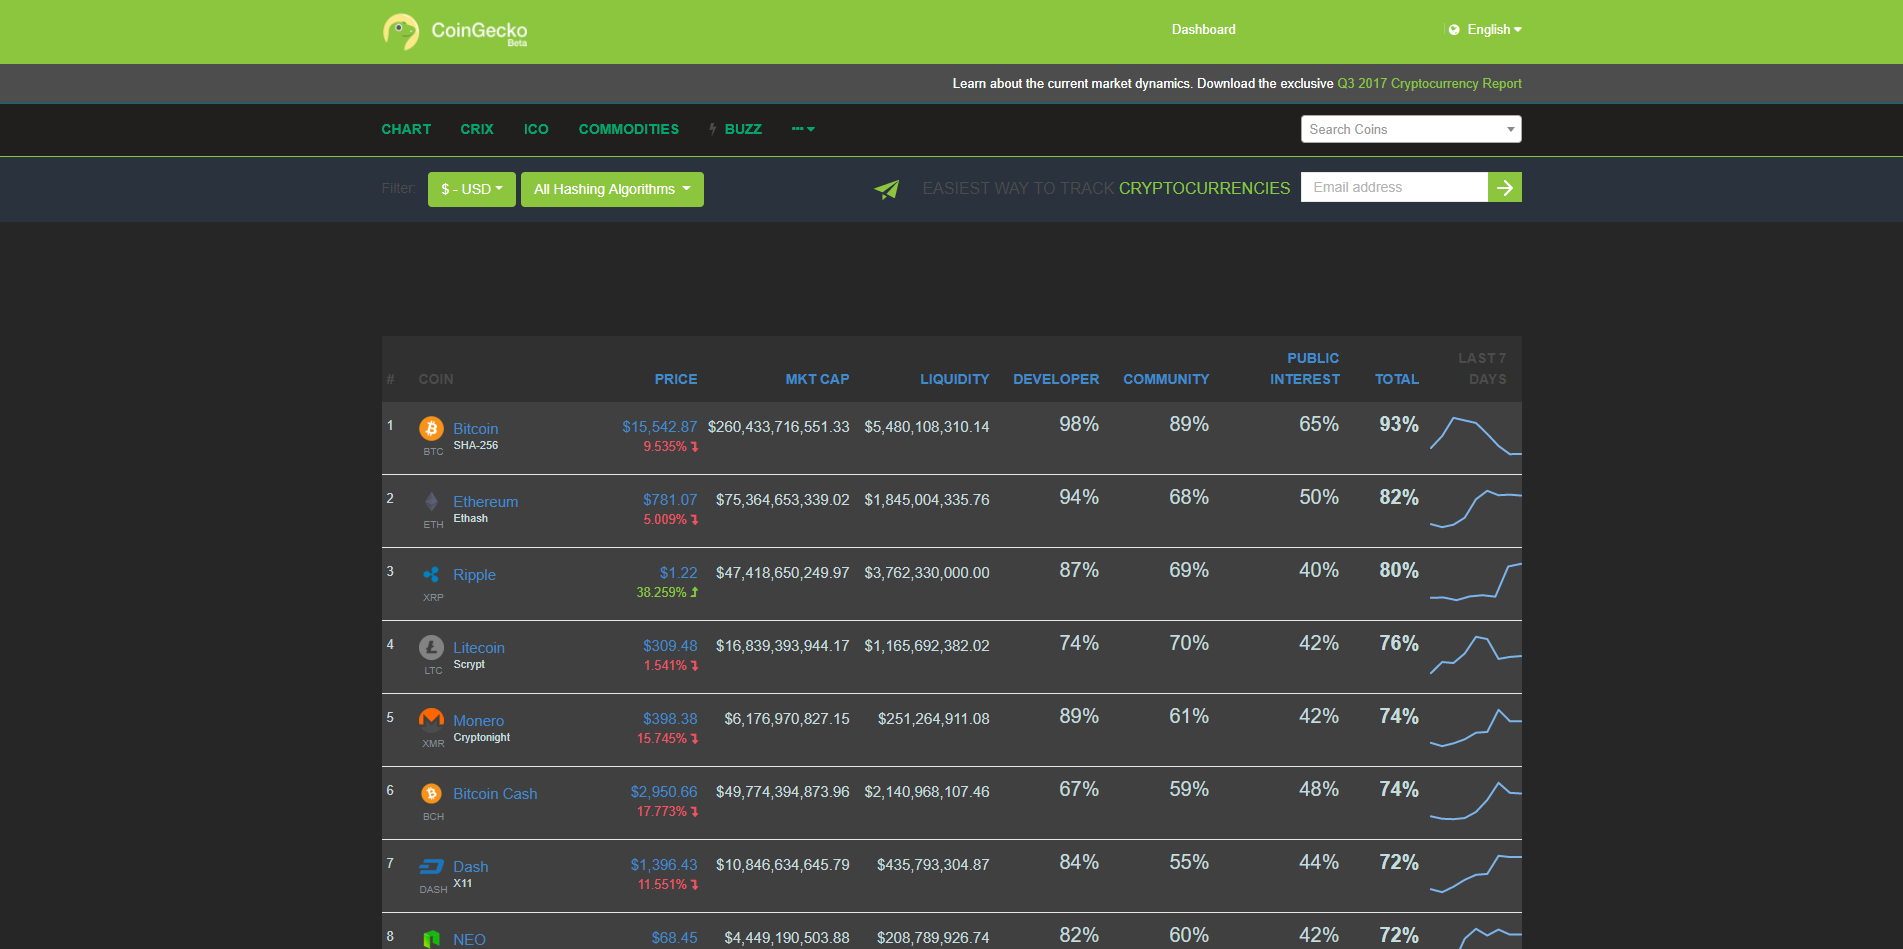 CoinGecko
Beta
Dashboard
English
Learn about the current market dynamics. Download the exclusive Q3 2017 Cryptocurrency Report
CHART CRIX ICO COMMODITIES BUZZ
Search Coins
Filter: $ - USD All Hashing Algorithms
EASIEST WAY TO TRACK CRYPTOCURRENCIES
Email address
# COIN PRICE MKT CAP LIQUIDITY DEVELOPER COMMUNITY PUBLIC INTEREST TOTAL LAST 7 DAYS
1 Bitcoin $15,542.87 $260,433,716,551.33 $5,480,108,310.14 98% 89% 65% 93%
BTC SHA-256 9.535%
2 Ethereum $781.07 $75,364,653,339.02 $1,845,004,335.76 94% 68% 50% 82%
ETH Ethash 5.009%
3 Ripple $1.22 $47,418,650,249.97 $3,762,330,000.00 87% 69% 40% 80%
XRP 38.259%
4 Litecoin $309.48 $16,839,393,944.17 $1,165,692,382.02 74% 70% 42% 76%
LTC Scrypt 1.541%
5 Monero $398.38 $6,176,970,827.15 $251,264,911.08 89% 61% 42% 74%
XMR Cryptonight 15.745%
6 Bitcoin Cash $2,950.66 $49,774,394,873.96 $2,140,968,107.46 67% 59% 48% 74%
BCH 17.773%
7 Dash $1,396.43 $10,846,634,645.79 $435,793,304.87 84% 55% 44% 72%
DASH X11 11.551%
8 NEO $68.45 $4,449,190,503.88 $208,789,926.74 82% 60% 42% 72%